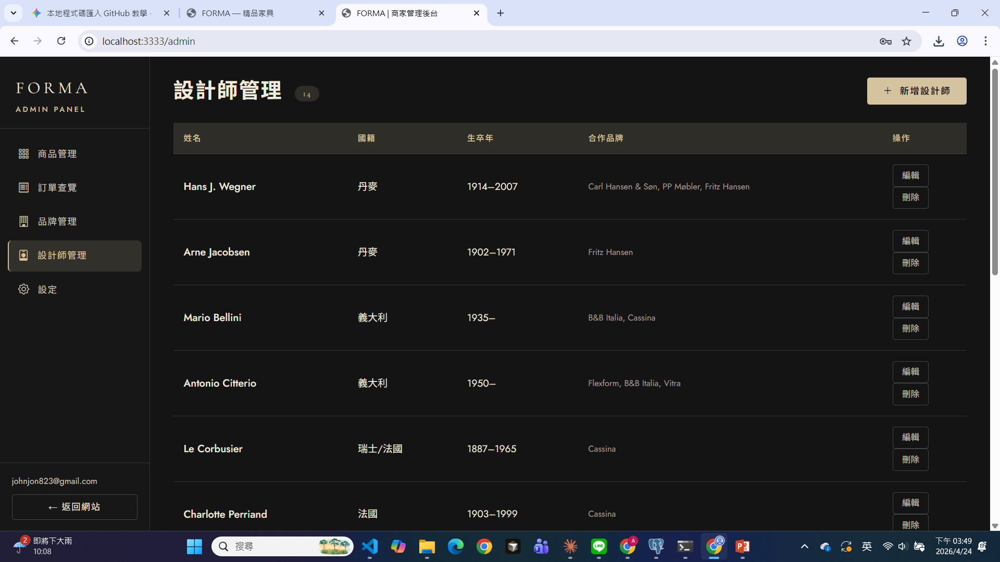 本地程式碼匯入 GitHub 教學 -
FORMA — 精品家具
FORMA | 商家管理後台
localhost:3333/admin
FORMA
ADMIN PANEL
商品管理
訂單查覽
品牌管理
設計師管理
設定
johnjon823@gmail.com
← 返回網站
設計師管理 14
+ 新增設計師
姓名 國籍 生卒年 合作品牌 操作
Hans J. Wegner 丹麥 1914–2007 Carl Hansen & Søn, PP Møbler, Fritz Hansen 編輯
刪除
Arne Jacobsen 丹麥 1902–1971 Fritz Hansen 編輯
刪除
Mario Bellini 義大利 1935– B&B Italia, Cassina 編輯
刪除
Antonio Citterio 義大利 1950– Flexform, B&B Italia, Vitra 編輯
刪除
Le Corbusier 瑞士/法國 1887–1965 Cassina 編輯
刪除
Charlotte Perriand 法國 1903–1999 Cassina 編輯
刪除
2
即將下大雨
10:08
搜尋
LINE
A
英
下午 03:49
2026/4/24